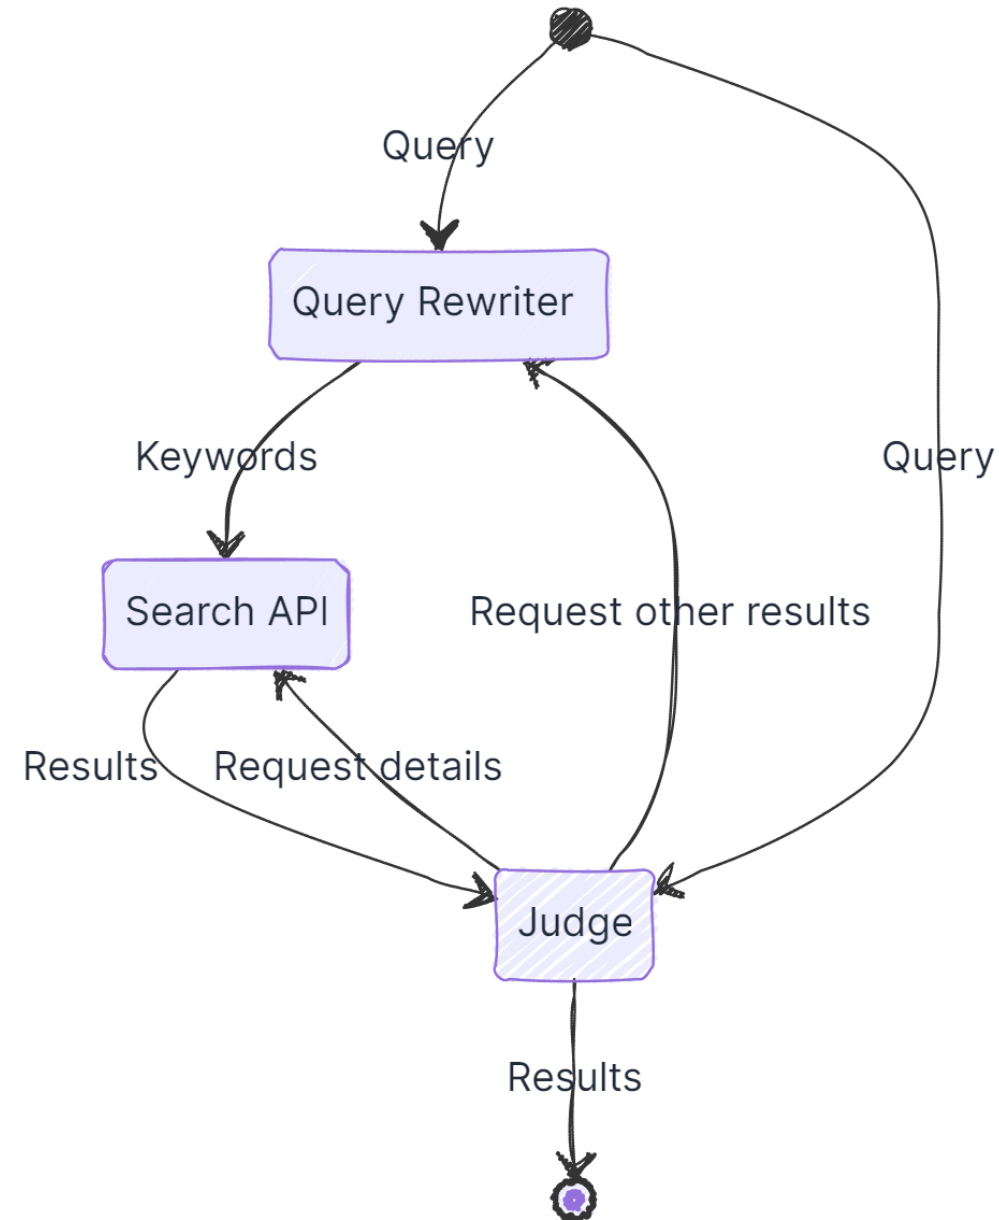 Query
Query Rewriter
Keywords
Query
Search API
Request other results
Results
Request details
Judge
Results